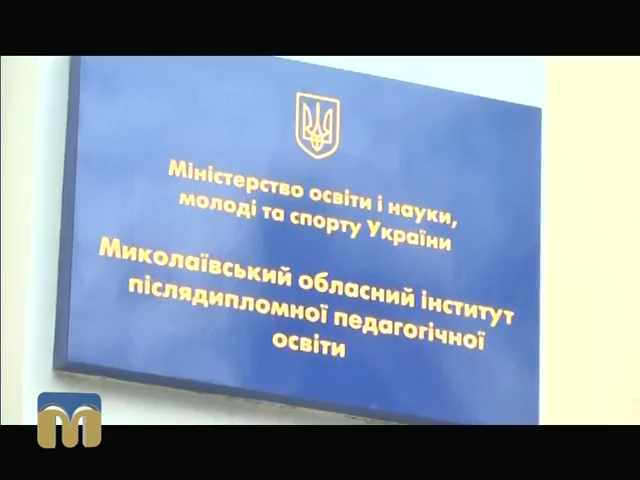 Міністерство освіти і науки,
молоді та спорту України
Миколаївський обласний інститут
післядипломної педагогічної
освіти
M